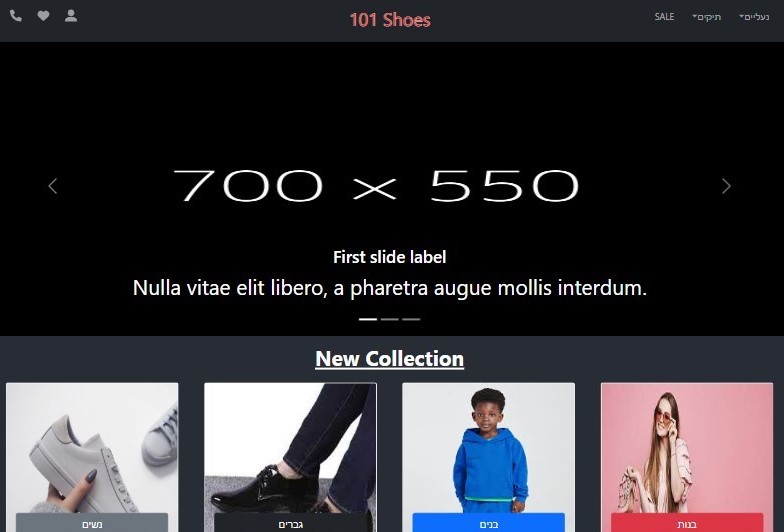 101 Shoes
נעליים
תיקים
SALE
700 x 550
First slide label
Nulla vitae elit libero, a pharetra augue mollis interdum.
New Collection
נשים
גברים
בנים
בנות